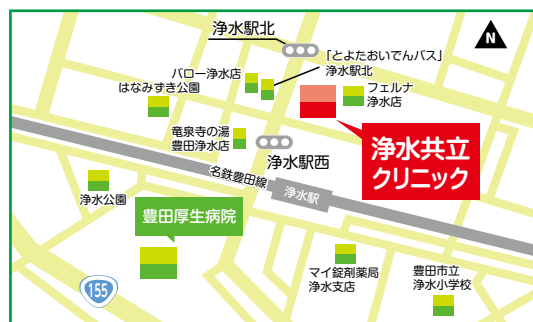 浄水駅北
N
「とよたおいでんバス」
浄水駅北
バロー浄水店
はなみずき公園
フェルナ
浄水店
竜泉寺の湯
豊田浄水店
浄水駅西
浄水共立
クリニック
名鉄豊田線
浄水駅
浄水公園
豊田厚生病院
155
マイ錠剤薬局
浄水支店
豊田市立
浄水小学校